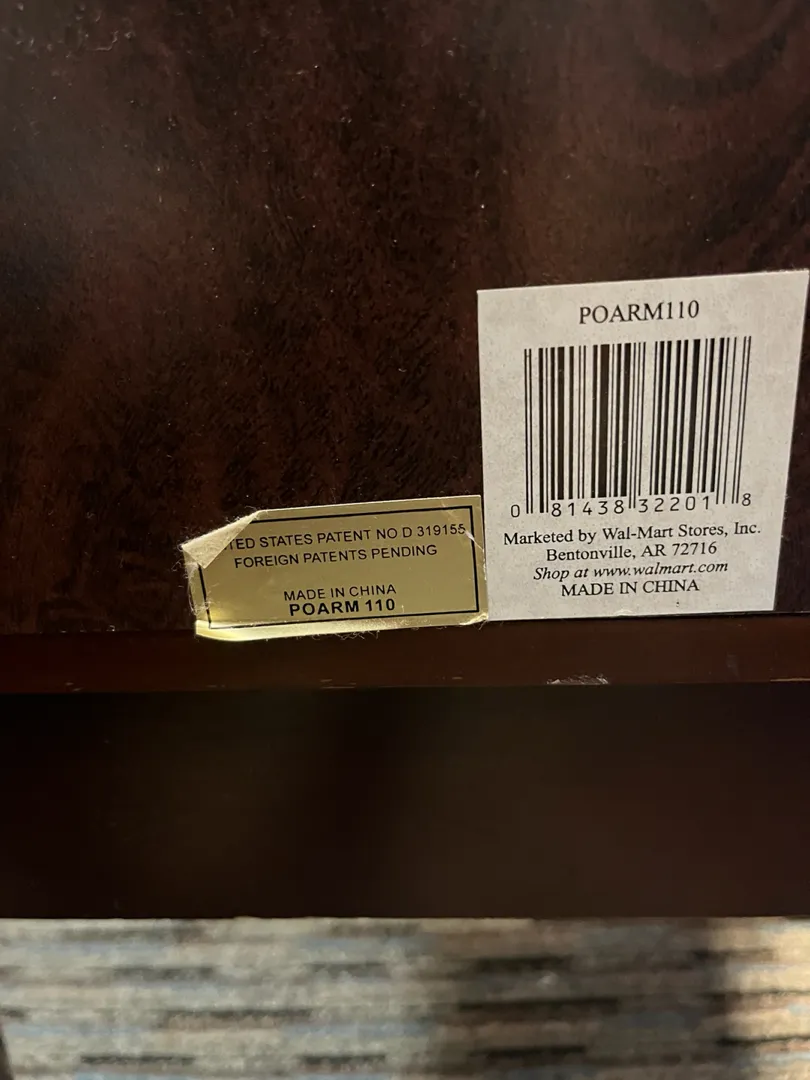 POARM110
0 81438 32201 8
Marketed by Wal-Mart Stores, Inc.
Bentonville, AR 72716
Shop at www.walmart.com
MADE IN CHINA
STATES PATENT NO D 319155
FOREIGN PATENTS PENDING
MADE IN CHINA
POARM 110